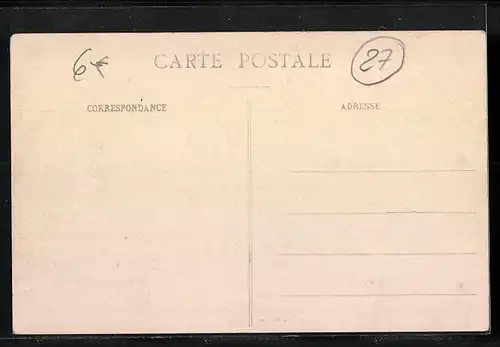 6€ CARTE POSTALE 27
CORRESPONDANCE ADRESSE